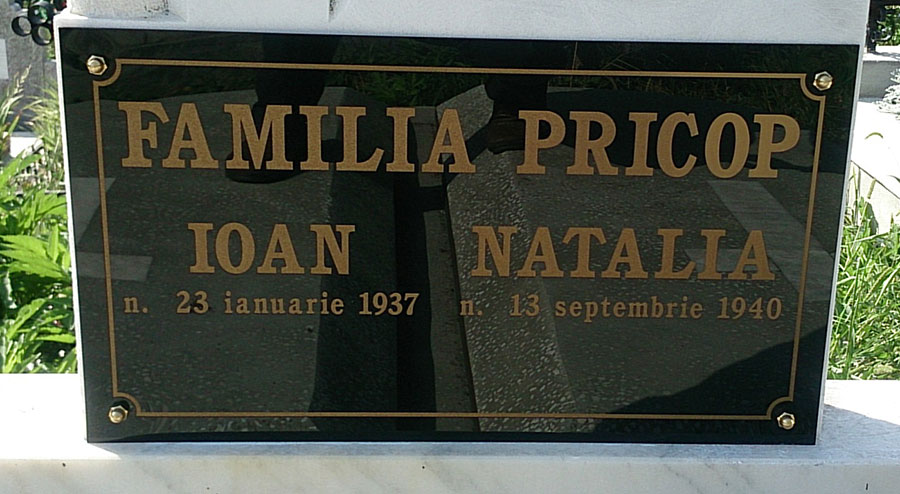 FAMILIA PRICOP
IOAN NATALIA
n. 23 ianuarie 1937 n. 13 septembrie 1940